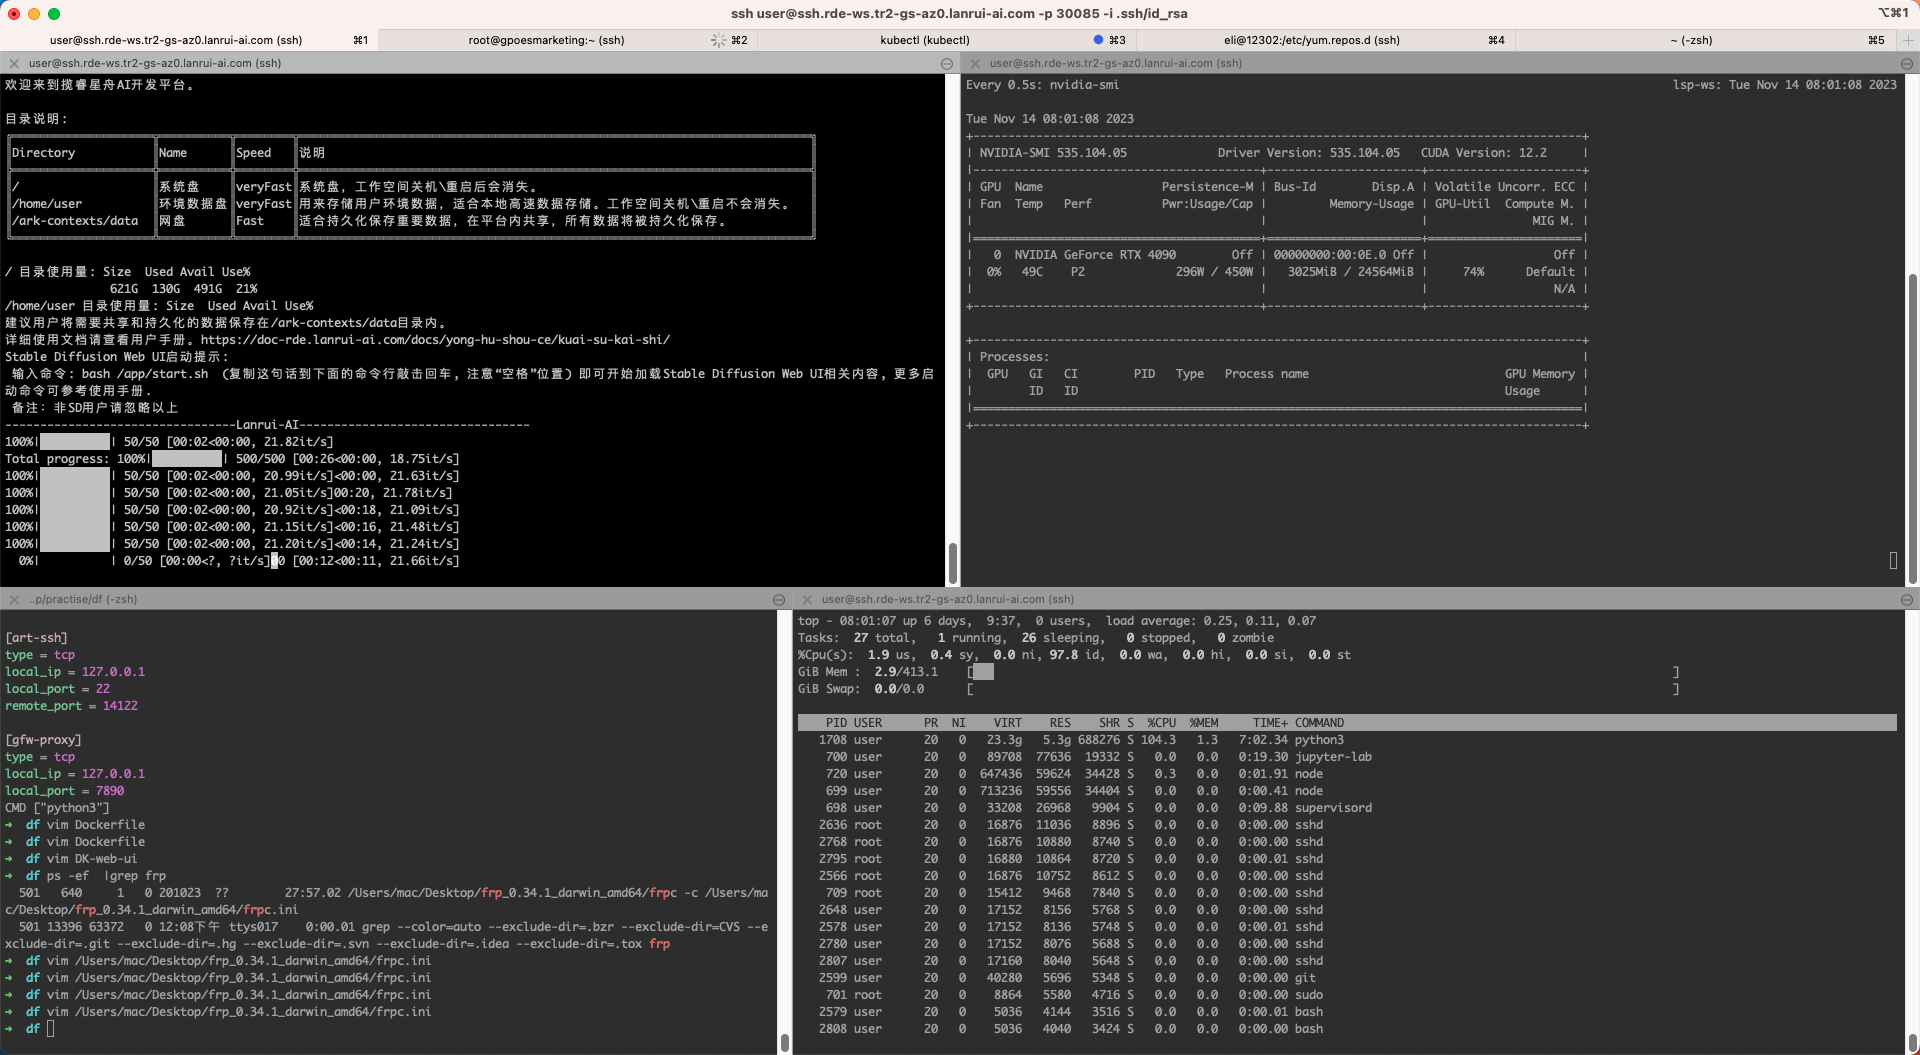 ssh user@ssh.rde-ws.tr2-gs-az0.lanrui-ai.com -p 30085 -i .ssh/id_rsa
⌥⌘1
user@ssh.rde-ws.tr2-gs-az0.lanrui-ai.com (ssh) ⌘1
root@gpoesmarketing:~ (ssh) ⌘2
kubectl (kubectl) ⌘3
eli@12302:/etc/yum.repos.d (ssh) ⌘4
~ (-zsh) ⌘5
user@ssh.rde-ws.tr2-gs-az0.lanrui-ai.com (ssh)
欢迎来到揽睿星舟AI开发平台。
目录说明:
Directory Name Speed 说明
/ 系统盘 veryFast 系统盘, 工作空间关机\重启后会消失。
/home/user 环境数据盘 veryFast 用来存储用户环境数据, 适合本地高速数据存储。工作空间关机\重启不会消失。
/ark-contexts/data 网盘 Fast 适合持久化保存重要数据, 在平台内共享, 所有数据将被持久化保存。
/ 目录使用量: Size Used Avail Use%
621G 130G 491G 21%
/home/user 目录使用量: Size Used Avail Use%
建议用户将需要共享和持久化的数据保存在/ark-contexts/data目录内。
详细使用文档请查看用户手册。https://doc-rde.lanrui-ai.com/docs/yong-hu-shou-ce/kuai-su-kai-shi/
Stable Diffusion Web UI启动提示:
输入命令: bash /app/start.sh (复制这句话到下面的命令行敲击回车, 注意“空格”位置) 即可开始加载Stable Diffusion Web UI相关内容, 更多启
动命令可参考使用手册.
备注: 非SD用户请忽略以上
---------------------------------Lanrui-AI---------------------------------
100%| | 50/50 [00:02<00:00, 21.82it/s]
Total progress: 100%| | 500/500 [00:26<00:00, 18.75it/s]
100%| | 50/50 [00:02<00:00, 20.99it/s]<00:00, 21.63it/s]
100%| | 50/50 [00:02<00:00, 21.05it/s]00:20, 21.78it/s]
100%| | 50/50 [00:02<00:00, 20.92it/s]<00:18, 21.09it/s]
100%| | 50/50 [00:02<00:00, 21.15it/s]<00:16, 21.48it/s]
100%| | 50/50 [00:02<00:00, 21.20it/s]<00:14, 21.24it/s]
0%| | 0/50 [00:00<?, ?it/s]00 [00:12<00:11, 21.66it/s]
user@ssh.rde-ws.tr2-gs-az0.lanrui-ai.com (ssh)
Every 0.5s: nvidia-smi lsp-ws: Tue Nov 14 08:01:08 2023
Tue Nov 14 08:01:08 2023
| NVIDIA-SMI 535.104.05 Driver Version: 535.104.05 CUDA Version: 12.2 |
| GPU Name Persistence-M | Bus-Id Disp.A | Volatile Uncorr. ECC |
| Fan Temp Perf Pwr:Usage/Cap | Memory-Usage | GPU-Util Compute M. |
| | | MIG M. |
| 0 NVIDIA GeForce RTX 4090 Off | 00000000:00:0E.0 Off | Off |
| 0% 49C P2 296W / 450W | 3025MiB / 24564MiB | 74% Default |
| | | N/A |
| Processes: |
| GPU GI CI PID Type Process name GPU Memory |
| ID ID Usage |
..p/practise/df (-zsh)
[art-ssh]
type = tcp
local_ip = 127.0.0.1
local_port = 22
remote_port = 14122
[gfw-proxy]
type = tcp
local_ip = 127.0.0.1
local_port = 7890
CMD ["python3"]
➜ df vim Dockerfile
➜ df vim Dockerfile
➜ df vim DK-web-ui
➜ df ps -ef |grep frp
501 640 1 0 201023 ?? 27:57.02 /Users/mac/Desktop/frp_0.34.1_darwin_amd64/frpc -c /Users/ma
c/Desktop/frp_0.34.1_darwin_amd64/frpc.ini
501 13396 63372 0 12:08下午 ttys017 0:00.01 grep --color=auto --exclude-dir=.bzr --exclude-dir=CVS --e
xclude-dir=.git --exclude-dir=.hg --exclude-dir=.svn --exclude-dir=.idea --exclude-dir=.tox frp
➜ df vim /Users/mac/Desktop/frp_0.34.1_darwin_amd64/frpc.ini
➜ df vim /Users/mac/Desktop/frp_0.34.1_darwin_amd64/frpc.ini
➜ df vim /Users/mac/Desktop/frp_0.34.1_darwin_amd64/frpc.ini
➜ df vim /Users/mac/Desktop/frp_0.34.1_darwin_amd64/frpc.ini
➜ df
user@ssh.rde-ws.tr2-gs-az0.lanrui-ai.com (ssh)
top - 08:01:07 up 6 days, 9:37, 0 users, load average: 0.25, 0.11, 0.07
Tasks: 27 total, 1 running, 26 sleeping, 0 stopped, 0 zombie
%Cpu(s): 1.9 us, 0.4 sy, 0.0 ni, 97.8 id, 0.0 wa, 0.0 hi, 0.0 si, 0.0 st
GiB Mem : 2.9/413.1 [ ]
GiB Swap: 0.0/0.0 [ ]
PID USER PR NI VIRT RES SHR S %CPU %MEM TIME+ COMMAND
1708 user 20 0 23.3g 5.3g 688276 S 104.3 1.3 7:02.34 python3
700 user 20 0 89708 77636 19332 S 0.0 0.0 0:19.30 jupyter-lab
720 user 20 0 647436 59624 34428 S 0.3 0.0 0:01.91 node
699 user 20 0 713236 59556 34404 S 0.0 0.0 0:00.41 node
698 user 20 0 33208 26968 9904 S 0.0 0.0 0:09.88 supervisord
2636 root 20 0 16876 11036 8896 S 0.0 0.0 0:00.00 sshd
2768 root 20 0 16876 10880 8740 S 0.0 0.0 0:00.00 sshd
2795 root 20 0 16880 10864 8720 S 0.0 0.0 0:00.01 sshd
2566 root 20 0 16876 10752 8612 S 0.0 0.0 0:00.00 sshd
709 root 20 0 15412 9468 7840 S 0.0 0.0 0:00.00 sshd
2648 user 20 0 17152 8156 5768 S 0.0 0.0 0:00.00 sshd
2578 user 20 0 17152 8136 5748 S 0.0 0.0 0:00.01 sshd
2780 user 20 0 17152 8076 5688 S 0.0 0.0 0:00.00 sshd
2807 user 20 0 17160 8040 5648 S 0.0 0.0 0:00.00 sshd
2599 user 20 0 40280 5696 5348 S 0.0 0.0 0:00.00 git
701 root 20 0 8864 5580 4716 S 0.0 0.0 0:00.00 sudo
2579 user 20 0 5036 4144 3516 S 0.0 0.0 0:00.01 bash
2808 user 20 0 5036 4040 3424 S 0.0 0.0 0:00.00 bash